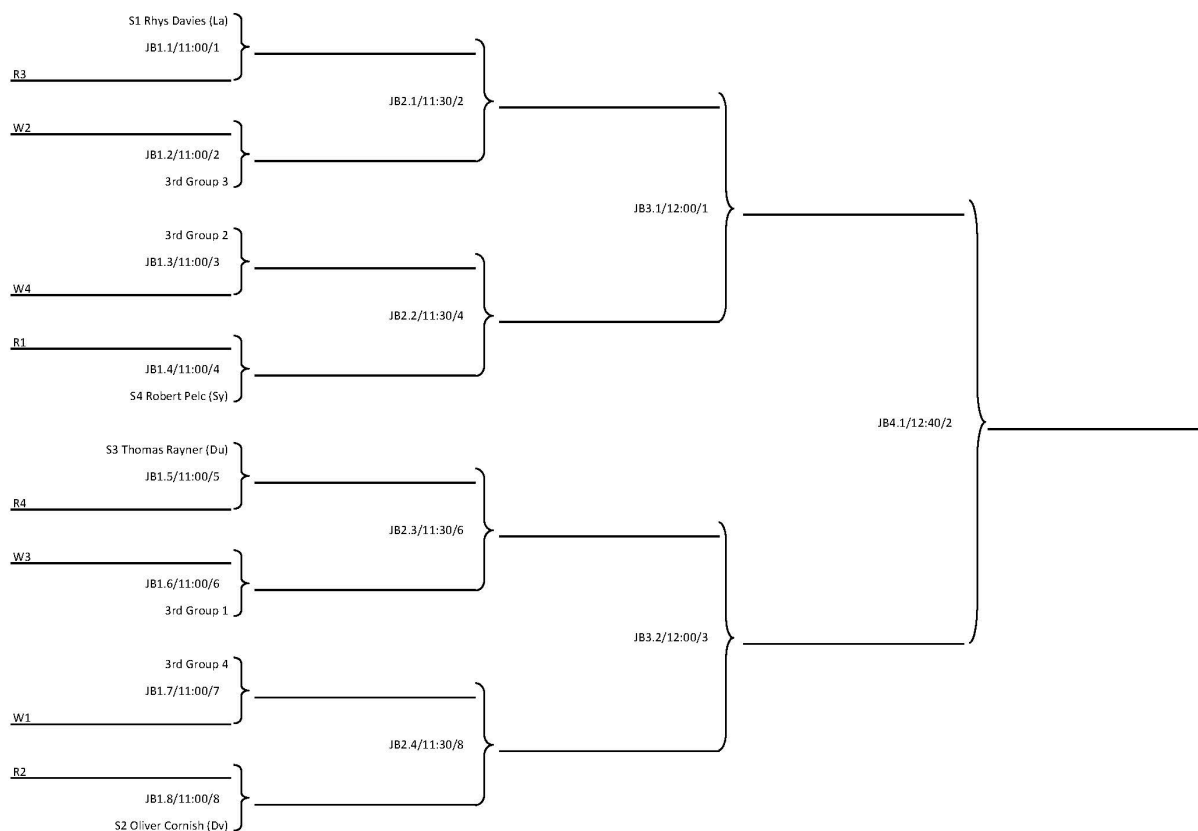 S1 Rhys Davies (La)
JB1.1/11:00/1
R3
JB2.1/11:30/2
W2
JB1.2/11:00/2
3rd Group 3
JB3.1/12:00/1
3rd Group 2
JB1.3/11:00/3
W4
JB2.2/11:30/4
R1
JB1.4/11:00/4
S4 Robert Pelc (Sy)
JB4.1/12:40/2
S3 Thomas Rayner (Du)
JB1.5/11:00/5
R4
JB2.3/11:30/6
W3
JB1.6/11:00/6
3rd Group 1
JB3.2/12:00/3
3rd Group 4
JB1.7/11:00/7
W1
JB2.4/11:30/8
R2
JB1.8/11:00/8
S2 Oliver Cornish (Dv)